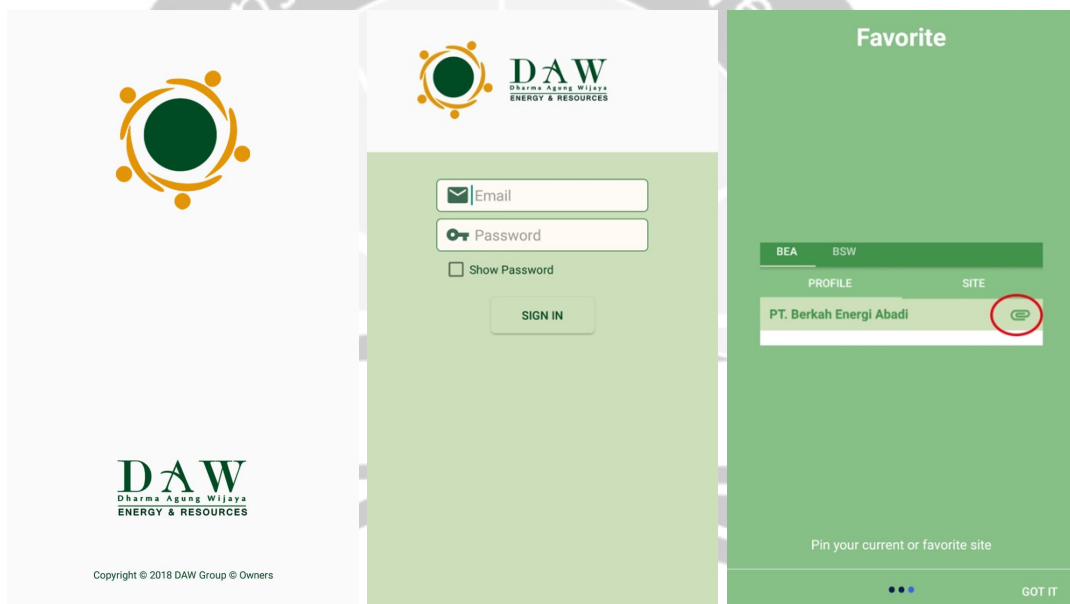 DAW
Dharma Agung Wijaya
ENERGY & RESOURCES
Copyright © 2018 DAW Group © Owners
DAW
Dharma Agung Wijaya
ENERGY & RESOURCES
Email
Password
Show Password
SIGN IN
Favorite
BEA BSW
PROFILE SITE
PT. Berkah Energi Abadi
Pin your current or favorite site
GOT IT